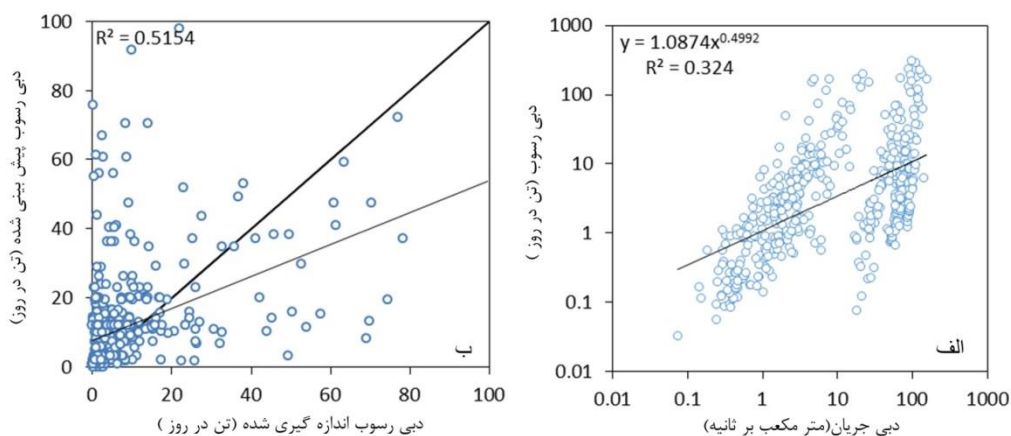 R² = 0.5154
دبی رسوب پیش بینی شده (تن در روز)
100
80
60
40
20
0
0 20 40 60 80 100
ب
دبی رسوب اندازه گیری شده (تن در روز )
y = 1.0874x^0.4992
R² = 0.324
دبی رسوب (تن در روز )
1000
100
10
1
0.1
0.01
0.01 0.1 1 10 100 1000
الف
دبی جریان(متر مکعب بر ثانیه)